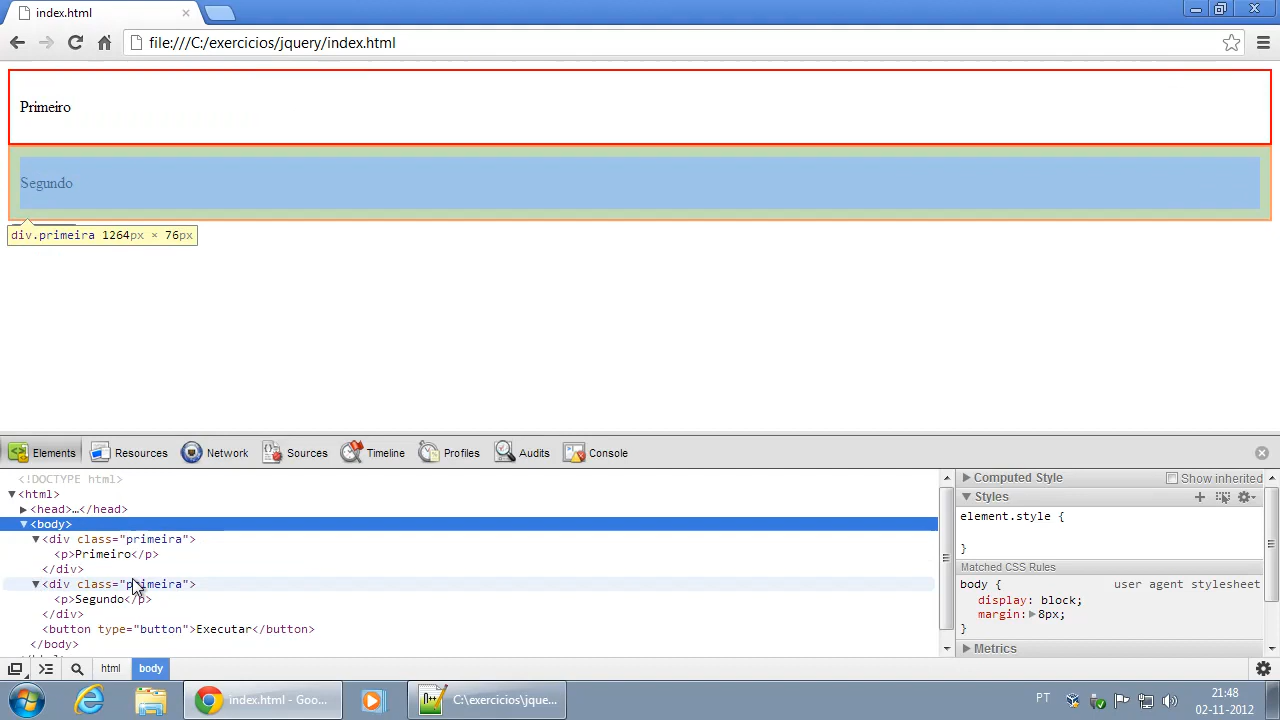 index.html
file:///C:/exercicios/jquery/index.html
Primeiro
Segundo
div.primeira 1264px × 76px
Elements Resources Network Sources Timeline Profiles Audits Console
<!DOCTYPE html>
<html>
<head>…</head>
<body>
<div class="primeira">
<p>Primeiro</p>
</div>
<div class="primeira">
<p>Segundo</p>
</div>
<button type="button">Executar</button>
</body>
Computed Style Show inherited
Styles
element.style {
}
Matched CSS Rules
body { user agent stylesheet
display: block;
margin: 8px;
}
Metrics
html body
index.html - Goo...
C:\exercicios\jque...
PT
21:48
02-11-2012